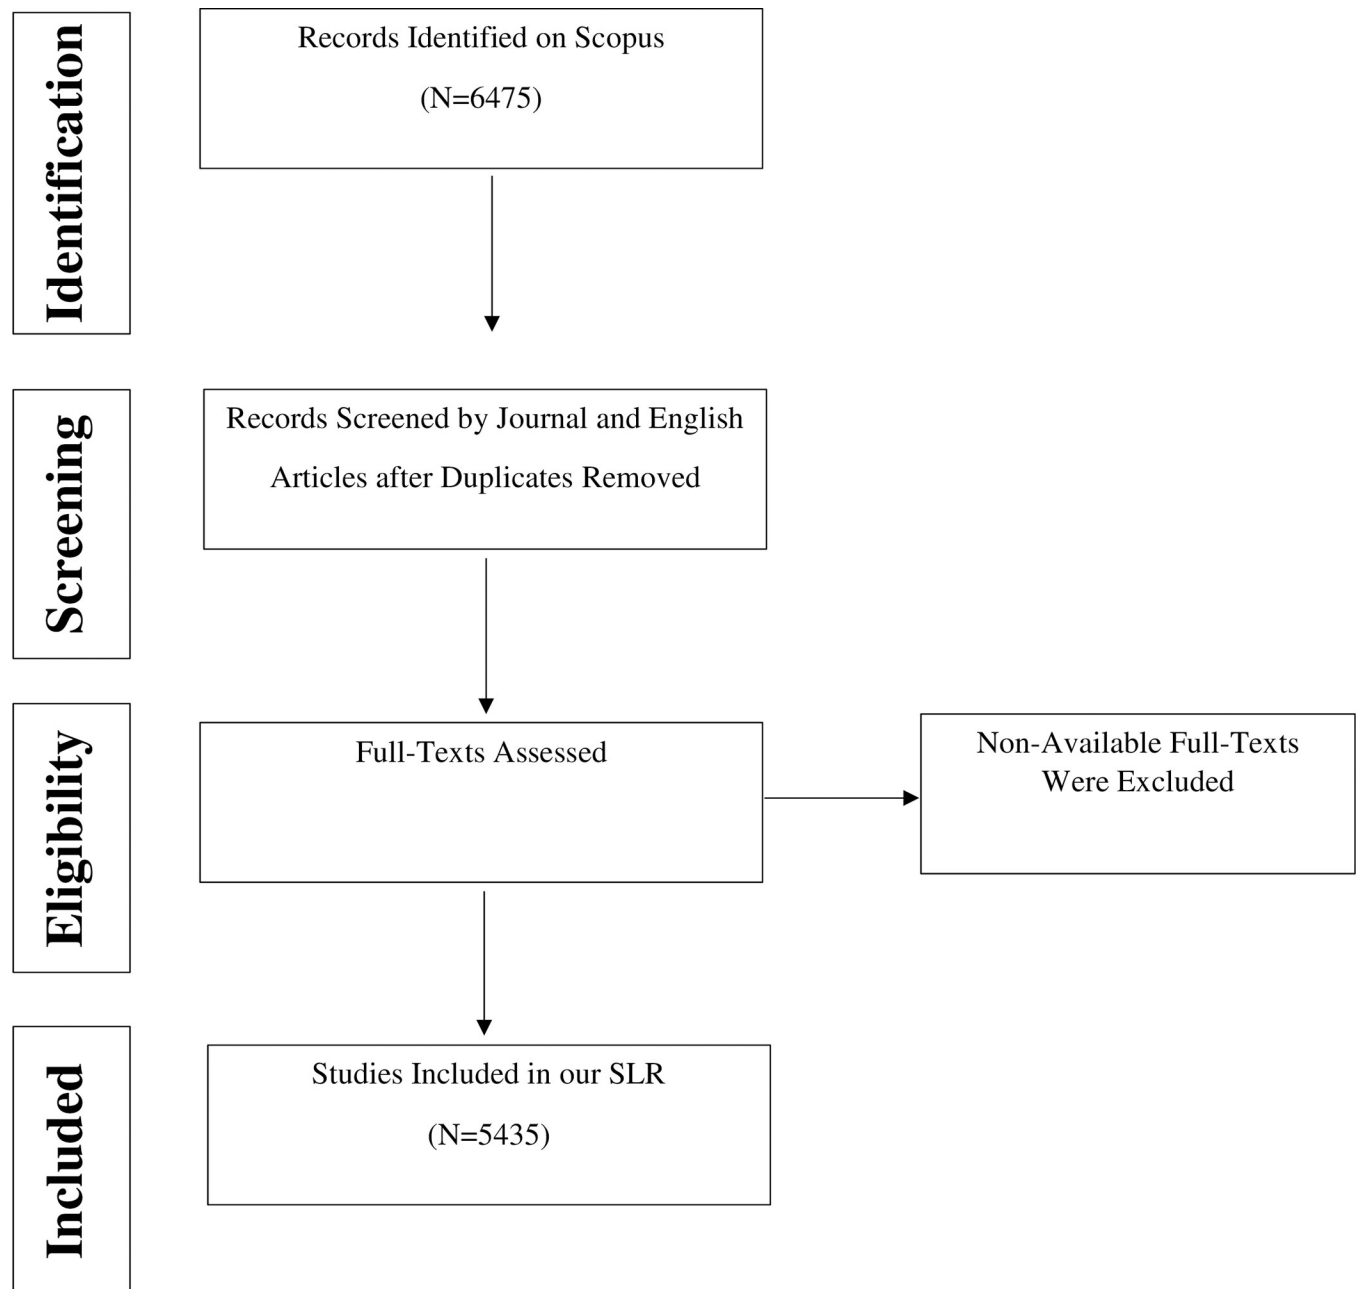 Identification
Records Identified on Scopus
(N=6475)
Screening
Records Screened by Journal and English
Articles after Duplicates Removed
Eligibility
Full-Texts Assessed
Non-Available Full-Texts
Were Excluded
Included
Studies Included in our SLR
(N=5435)